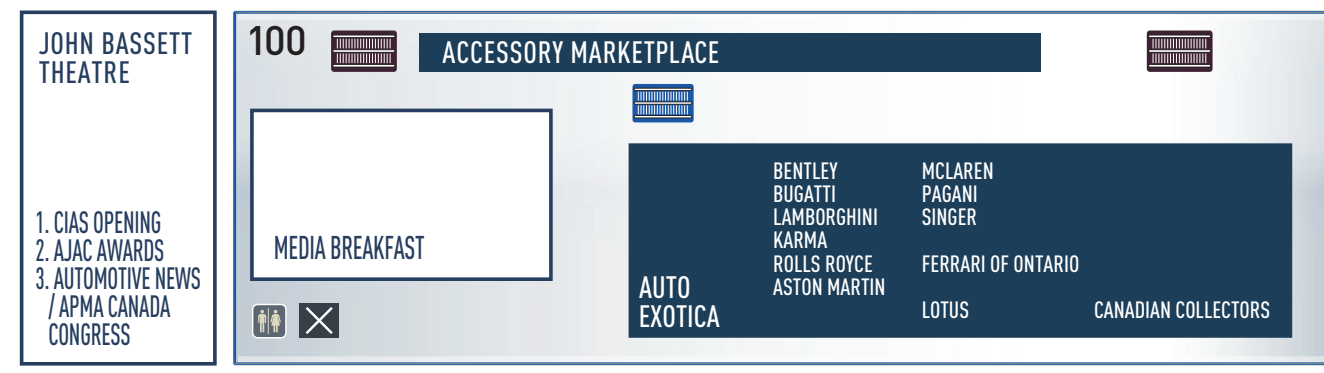 JOHN BASSETT
THEATRE
1. CIAS OPENING
2. AJAC AWARDS
3. AUTOMOTIVE NEWS
/ APMA CANADA
CONGRESS
100
ACCESSORY MARKETPLACE
MEDIA BREAKFAST
AUTO
EXOTICA
BENTLEY
BUGATTI
LAMBORGHINI
KARMA
ROLLS ROYCE
ASTON MARTIN
MCLAREN
PAGANI
SINGER
FERRARI OF ONTARIO
LOTUS
CANADIAN COLLECTORS